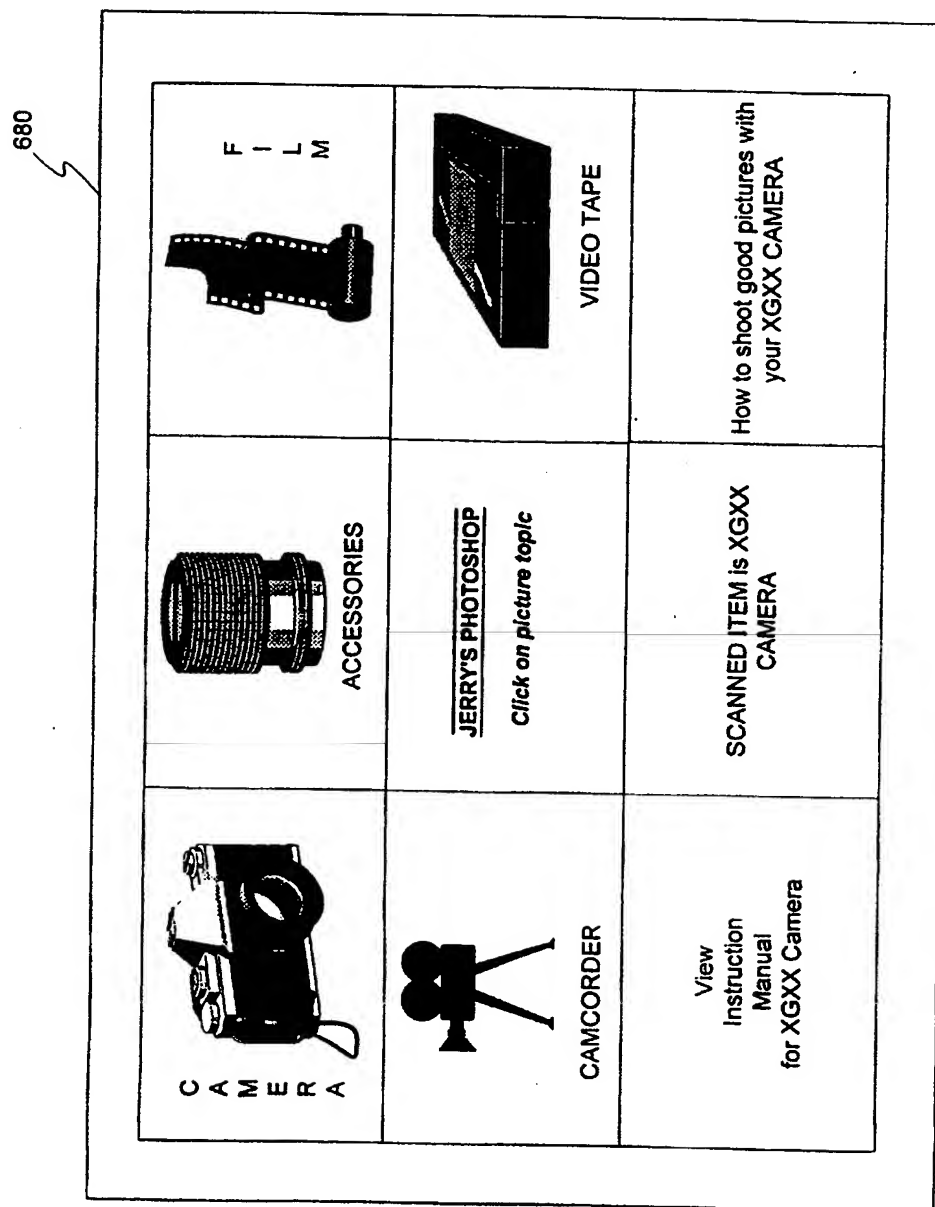 680
C
A
M
E
R
A
ACCESSORIES
F
I
L
M
CAMCORDER
JERRY'S PHOTOSHOP
Click on picture topic
VIDEO TAPE
View
Instruction
Manual
for XGXX Camera
SCANNED ITEM is XGXX
CAMERA
How to shoot good pictures with
your XGXX CAMERA